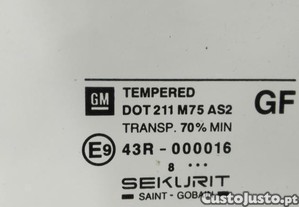 GM
TEMPERED
DOT 211 M75 AS2
GF
TRANSP. 70% MIN
E9 43R - 000016
8 •••
SEKURIT
SAINT - GOBAIN
CustoJusto.pt